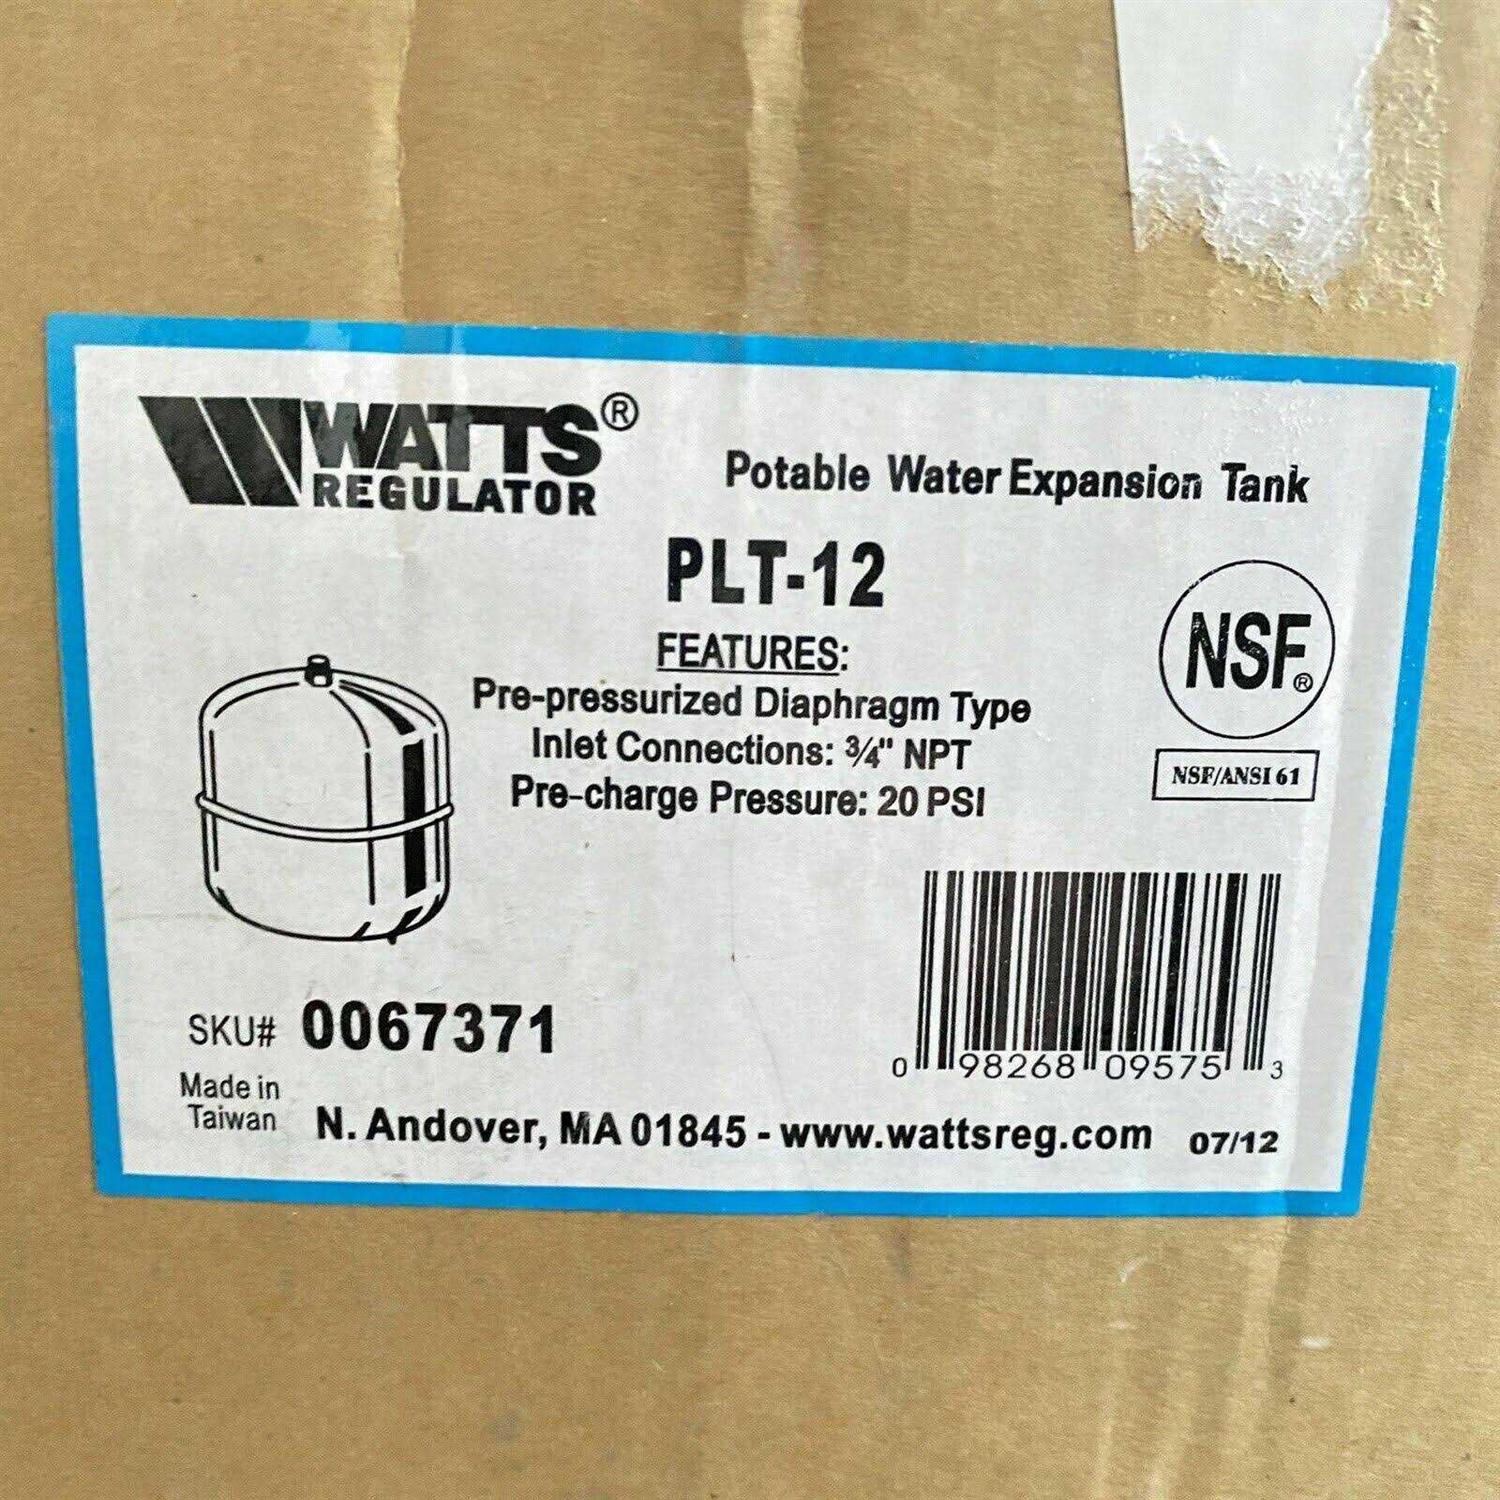 WATTS®
REGULATOR
Potable Water Expansion Tank
PLT-12
FEATURES:
Pre-pressurized Diaphragm Type
Inlet Connections: ¾" NPT
Pre-charge Pressure: 20 PSI
NSF®
NSF/ANSI 61
SKU# 0067371
0 98268 09575 3
Made in
Taiwan
N. Andover, MA 01845 - www.wattsreg.com 07/12